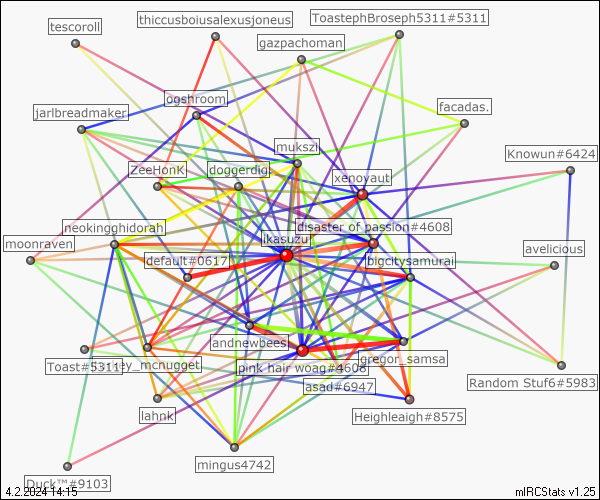 thiccusboiusalexusjoneus
ToastephBroseph5311#5311
tescoroll
gazpachoman
ogshroom
facadas.
jarlbreadmaker
mukszi
Knowun#6424
ZeeHonK
doggerdig
xenoyaut
neokingghidorah
disaster of passion#4608
moonraven
ikasuzu
avelicious
default#0617
bigcitysamurai
andnewbees
gregor_samsa
Toast#5311
ey_mcnugget
pink hair woag#4608
asad#6947
Random Stuf6#5983
lahnk
Heighleaigh#8575
mingus4742
Duck™#9103
4.2.2024 14:15
mIRCStats v1.25